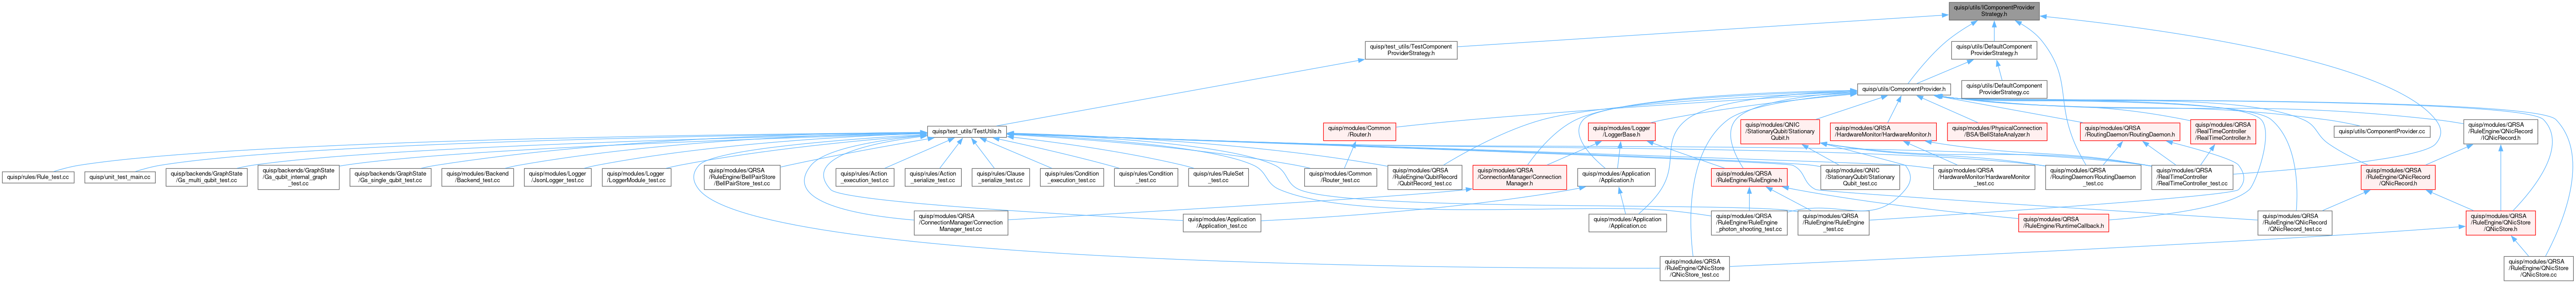 quisp/utils/IComponentProvider
Strategy.h
quisp/test_utils/TestComponent
ProviderStrategy.h
quisp/utils/DefaultComponent
ProviderStrategy.h
quisp/utils/ComponentProvider.h
quisp/utils/DefaultComponent
ProviderStrategy.cc
quisp/test_utils/TestUtils.h
quisp/modules/Common
/Router.h
quisp/modules/Logger
/LoggerBase.h
quisp/modules/QNIC
/StationaryQubit/Stationary
Qubit.h
quisp/modules/QRSA
/HardwareMonitor/HardwareMonitor.h
quisp/modules/PhysicalConnection
/BSA/BellStateAnalyzer.h
quisp/modules/QRSA
/RoutingDaemon/RoutingDaemon.h
quisp/modules/QRSA
/RealTimeController
/RealTimeController.h
quisp/utils/ComponentProvider.cc
quisp/modules/QRSA
/RuleEngine/QNicRecord
/IQNicRecord.h
quisp/rules/Rule_test.cc
quisp/unit_test_main.cc
quisp/backends/GraphState
/Gs_multi_qubit_test.cc
quisp/backends/GraphState
/Gs_qubit_internal_graph
_test.cc
quisp/backends/GraphState
/Gs_single_qubit_test.cc
quisp/modules/Backend
/Backend_test.cc
quisp/modules/Logger
/JsonLogger_test.cc
quisp/modules/Logger
/LoggerModule_test.cc
quisp/modules/QRSA
/RuleEngine/BellPairStore
/BellPairStore_test.cc
quisp/rules/Action
_execution_test.cc
quisp/rules/Action
_serialize_test.cc
quisp/rules/Clause
_serialize_test.cc
quisp/rules/Condition
_execution_test.cc
quisp/rules/Condition
_test.cc
quisp/rules/RuleSet
_test.cc
quisp/modules/Common
/Router_test.cc
quisp/modules/QRSA
/RuleEngine/QubitRecord
/QubitRecord_test.cc
quisp/modules/QRSA
/ConnectionManager/Connection
Manager.h
quisp/modules/Application
/Application.h
quisp/modules/QRSA
/RuleEngine/RuleEngine.h
quisp/modules/QNIC
/StationaryQubit/Stationary
Qubit_test.cc
quisp/modules/QRSA
/HardwareMonitor/HardwareMonitor
_test.cc
quisp/modules/QRSA
/RoutingDaemon/RoutingDaemon
_test.cc
quisp/modules/QRSA
/RealTimeController
/RealTimeController_test.cc
quisp/modules/QRSA
/RuleEngine/QNicRecord
/QNicRecord.h
quisp/modules/QRSA
/ConnectionManager/Connection
Manager_test.cc
quisp/modules/Application
/Application_test.cc
quisp/modules/Application
/Application.cc
quisp/modules/QRSA
/RuleEngine/RuleEngine
_photon_shooting_test.cc
quisp/modules/QRSA
/RuleEngine/RuleEngine
_test.cc
quisp/modules/QRSA
/RuleEngine/RuntimeCallback.h
quisp/modules/QRSA
/RuleEngine/QNicRecord
/QNicRecord_test.cc
quisp/modules/QRSA
/RuleEngine/QNicStore
/QNicStore.h
quisp/modules/QRSA
/RuleEngine/QNicStore
/QNicStore_test.cc
quisp/modules/QRSA
/RuleEngine/QNicStore
/QNicStore.cc